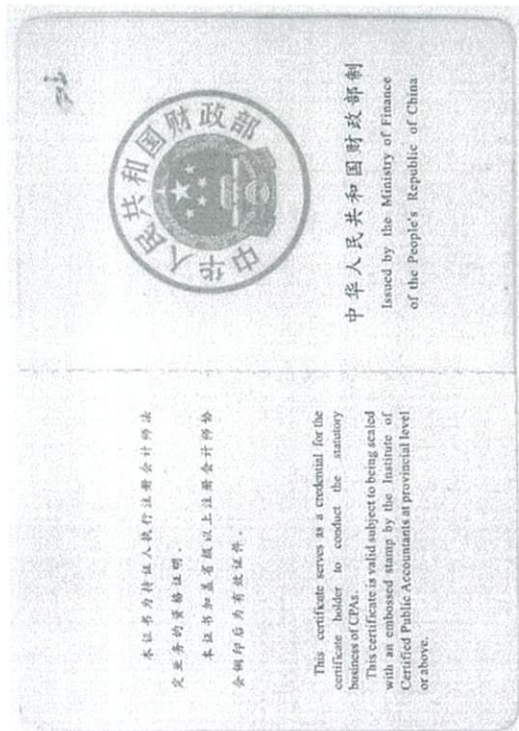 本证书为持证人执行注册会计师法
定业务的资格证明。
本证书加盖省级以上注册会计师协
会钢印后为有效证件。
This certificate serves as a credential for the
certificate holder to conduct the statutory
business of CPAs.
This certificate is valid subject to being sealed
with an embossed stamp by the Institute of
Certified Public Accountants at provincial level
or above.
中华人民共和国财政部
中华人民共和国财政部制
Issued by the Ministry of Finance
of the People's Republic of China